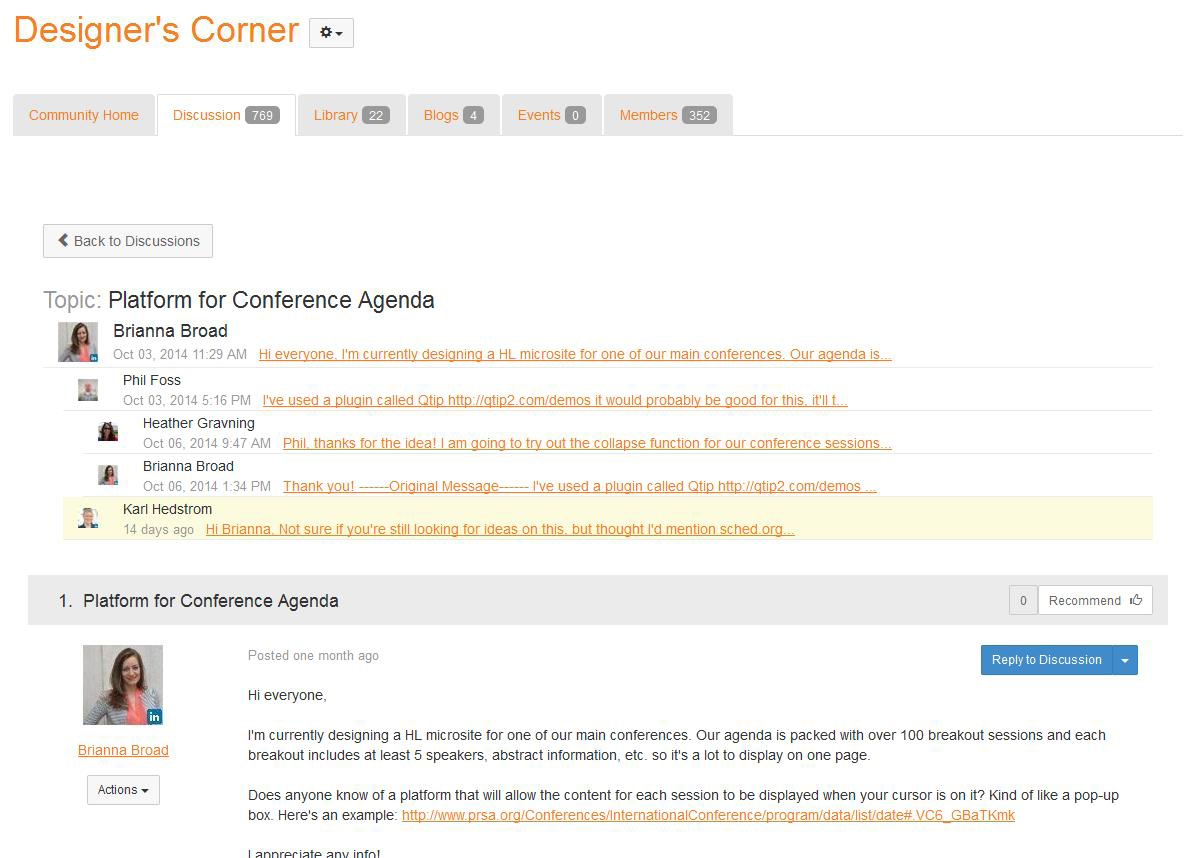 Designer's Corner
Community Home Discussion 769 Library 22 Blogs 4 Events 0 Members 352
Back to Discussions
Topic: Platform for Conference Agenda
Brianna Broad
Oct 03, 2014 11:29 AM Hi everyone, I'm currently designing a HL microsite for one of our main conferences. Our agenda is...
Phil Foss
Oct 03, 2014 5:16 PM I've used a plugin called Qtip http://qtip2.com/demos it would probably be good for this, it'll t...
Heather Gravning
Oct 06, 2014 9:47 AM Phil, thanks for the idea! I am going to try out the collapse function for our conference sessions...
Brianna Broad
Oct 06, 2014 1:34 PM Thank you! ------Original Message------ I've used a plugin called Qtip http://qtip2.com/demos ...
Karl Hedstrom
14 days ago Hi Brianna, Not sure if you're still looking for ideas on this, but thought I'd mention sched.org...
1. Platform for Conference Agenda
0 Recommend
Posted one month ago
Reply to Discussion
Hi everyone,
in
I'm currently designing a HL microsite for one of our main conferences. Our agenda is packed with over 100 breakout sessions and each
Brianna Broad
breakout includes at least 5 speakers, abstract information, etc. so it's a lot to display on one page.
Actions
Does anyone know of a platform that will allow the content for each session to be displayed when your cursor is on it? Kind of like a pop-up
box. Here's an example: http://www.prsa.org/Conferences/InternationalConference/program/data/list/date#.VC6_GBaTKmk
I appreciate any info!